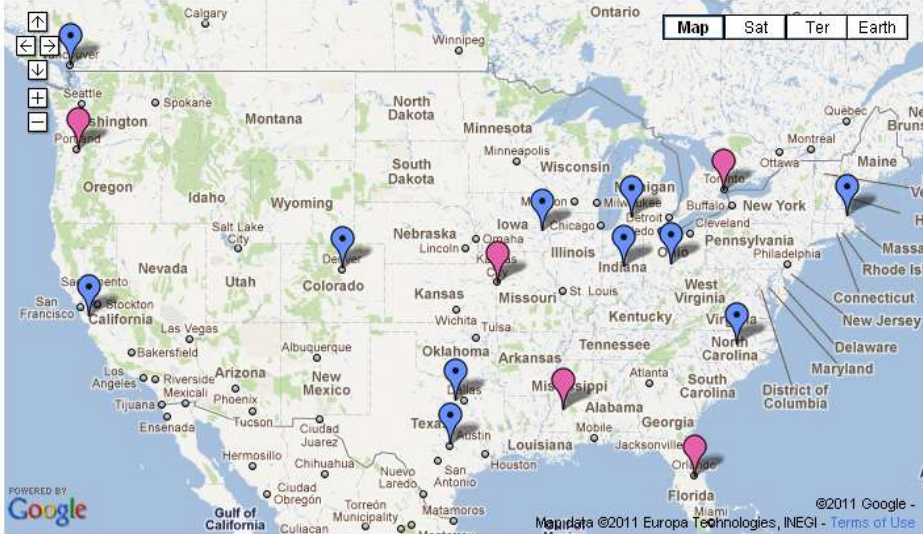 Calgary
Ontario
Map
Sat
Ter
Earth
Winnipeg
Seattle
Spokane
North
Dakota
Québec
Montana
Minnesota
Montreal
Portland
Minneapolis
Ottawa
Maine
Wisconsin
Toronto
South
Dakota
Oregon
Idaho
Wyoming
Buffalo
New York
Iowa
Detroit
Cleveland
Salt Lake
City
Nebraska
Omaha
Chicago
Lincoln
Illinois
Indiana
Ohio
Pennsylvania
Nevada
Denver
Utah
Colorado
Kansas
City
Philadelphia
Rhode Is
San
Francisco
Stockton
California
Kansas
Missouri
St. Louis
West
Virginia
Connecticut
Las Vegas
Wichita
Kentucky
New Jersey
Bakersfield
Tulsa
North
Carolina
Delaware
Albuquerque
Oklahoma
Tennessee
Maryland
Los
Angeles
Riverside
Arizona
New
Mexico
Arkansas
Atlanta
South
Carolina
District of
Columbia
Mexicali
Dallas
Mississippi
Tijuana
Phoenix
Alabama
Ensenada
Tucson
Ciudad
Juarez
Austin
Louisiana
Mobile
Georgia
Jacksonville
Hermosillo
Chihuahua
San
Antonio
Houston
Orlando
Ciudad
Obregón
Nuevo
Laredo
Florida
POWERED BY
Google
Gulf of
California
Torreón
Municipality
Matamoros
Miami
Culiacan
©2011 Google -
Map data ©2011 Europa Technologies, INEGI - Terms of Use